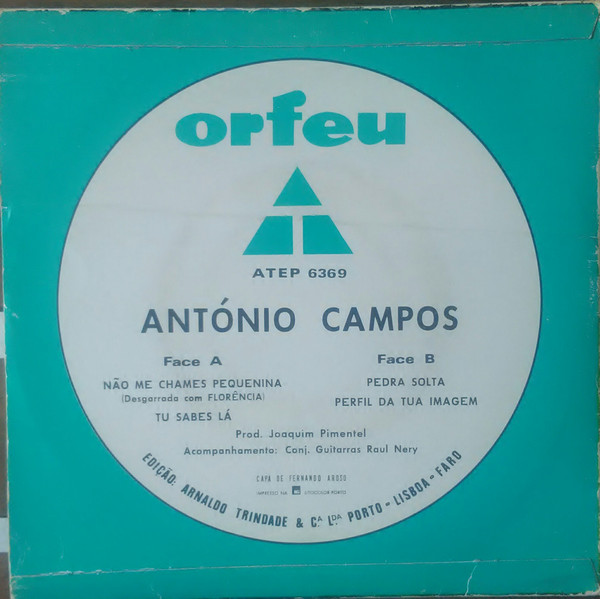 orfeu
ATEP 6369
ANTÓNIO CAMPOS
Face A
NÃO ME CHAMES PEQUENINA
(Desgarrada com FLORÊNCIA)
TU SABES LÁ
Face B
PEDRA SOLTA
PERFIL DA TUA IMAGEM
Prod. Joaquim Pimentel
Acompanhamento: Conj. Guitarras Raul Nery
CAPA DE FERNANDO AROSO
IMPRESSO NA
EDIÇÃO: ARNALDO TRINDADE & Cª. Lᴰᴬ. PORTO - LISBOA - FARO